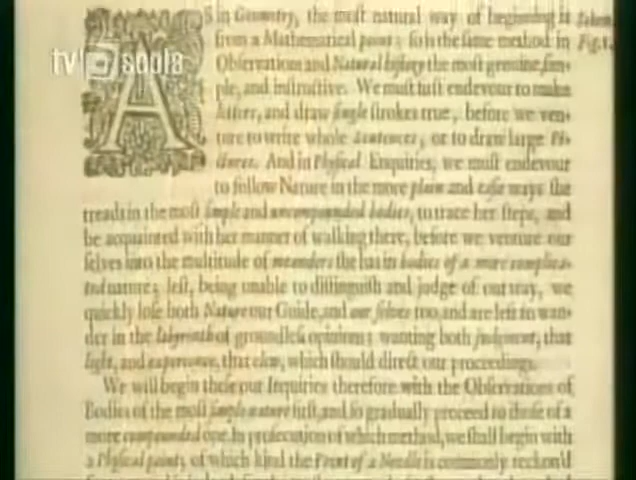 tv escola
AS in Geometry, the most natural way of beginning is
from a Mathematical point; so is the same method in
Observations and Natural history the most genuine, sim-
ple, and instructive. We must first endevour to make
letters, and draw single strokes true, before we ven-
ture to write whole Sentences, or to draw large Pi-
ctures. And in Physical Enquiries, we must endevour
to follow Nature in the more plain and easie ways she
treads in the most simple and uncompounded bodies, to trace her steps, and
be acquainted with her manner of walking there, before we venture our
selves into the multitude of meanders she has in bodies of a more complica-
ted nature; lest, being unable to distinguish and judge of our way, we
quickly lose both Nature our Guide, and our selves too, and are left to wan-
der in the labyrinth of groundless opinions; wanting both judgment, that
light, and experience, that clew, which should direct our proceedings.
We will begin these our Inquiries therefore with the Observations of
Bodies of the most simple nature first, and so gradually proceed to those of a
more compounded one. In prosecution of which method, we shall begin with
a Physical point; of which kind the Point of a Needle is commonly reckon'd
Schem.
Fig. 1.